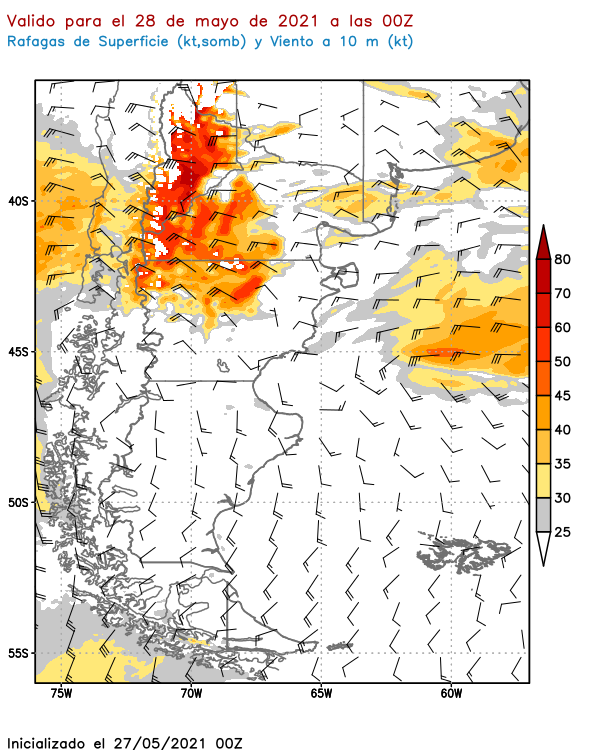 Valido para el 28 de mayo de 2021 a las 00Z
Rafagas de Superficie (kt,somb) y Viento a 10 m (kt)
40S
45S
50S
55S
75W 70W 65W 60W
80
70
60
50
45
40
35
30
25
Inicializado el 27/05/2021 00Z